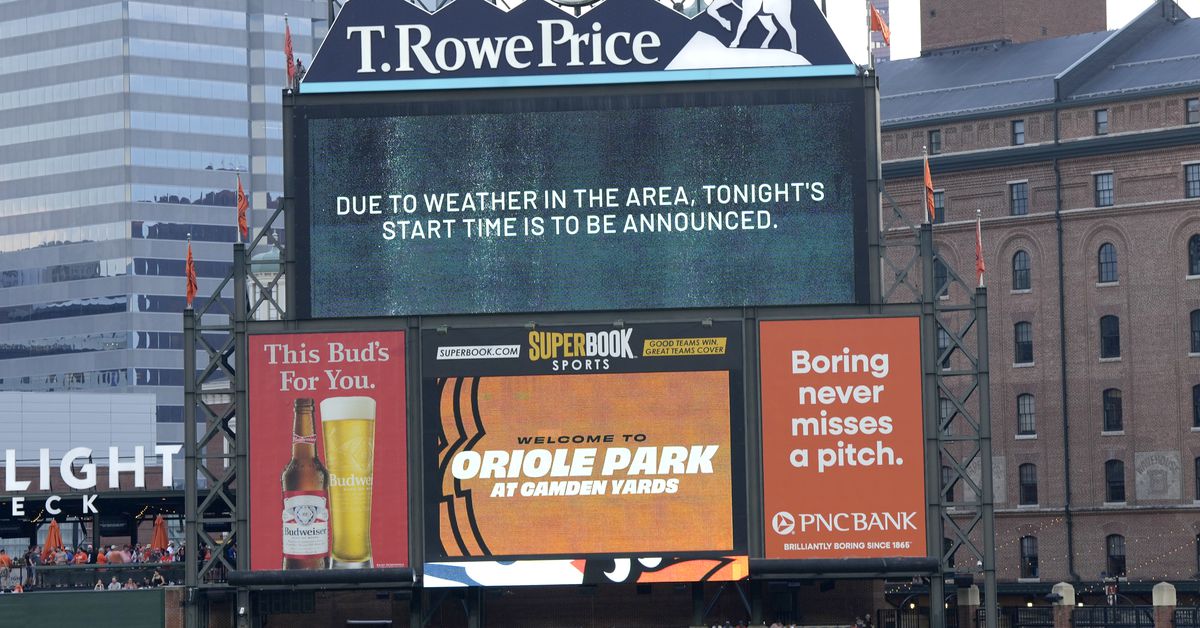 T.RowePrice
DUE TO WEATHER IN THE AREA, TONIGHT'S
START TIME IS TO BE ANNOUNCED.
SUPERBOOK.COM
SUPERBOOK
SPORTS
GOOD TEAMS WIN,
GREAT TEAMS COVER
This Bud's
For You.
Budweiser
Budweiser
WELCOME TO
ORIOLE PARK
AT CAMDEN YARDS
Boring
never
misses
a pitch.
PNC BANK
BRILLIANTLY BORING SINCE 1865
LIGHT
ECK